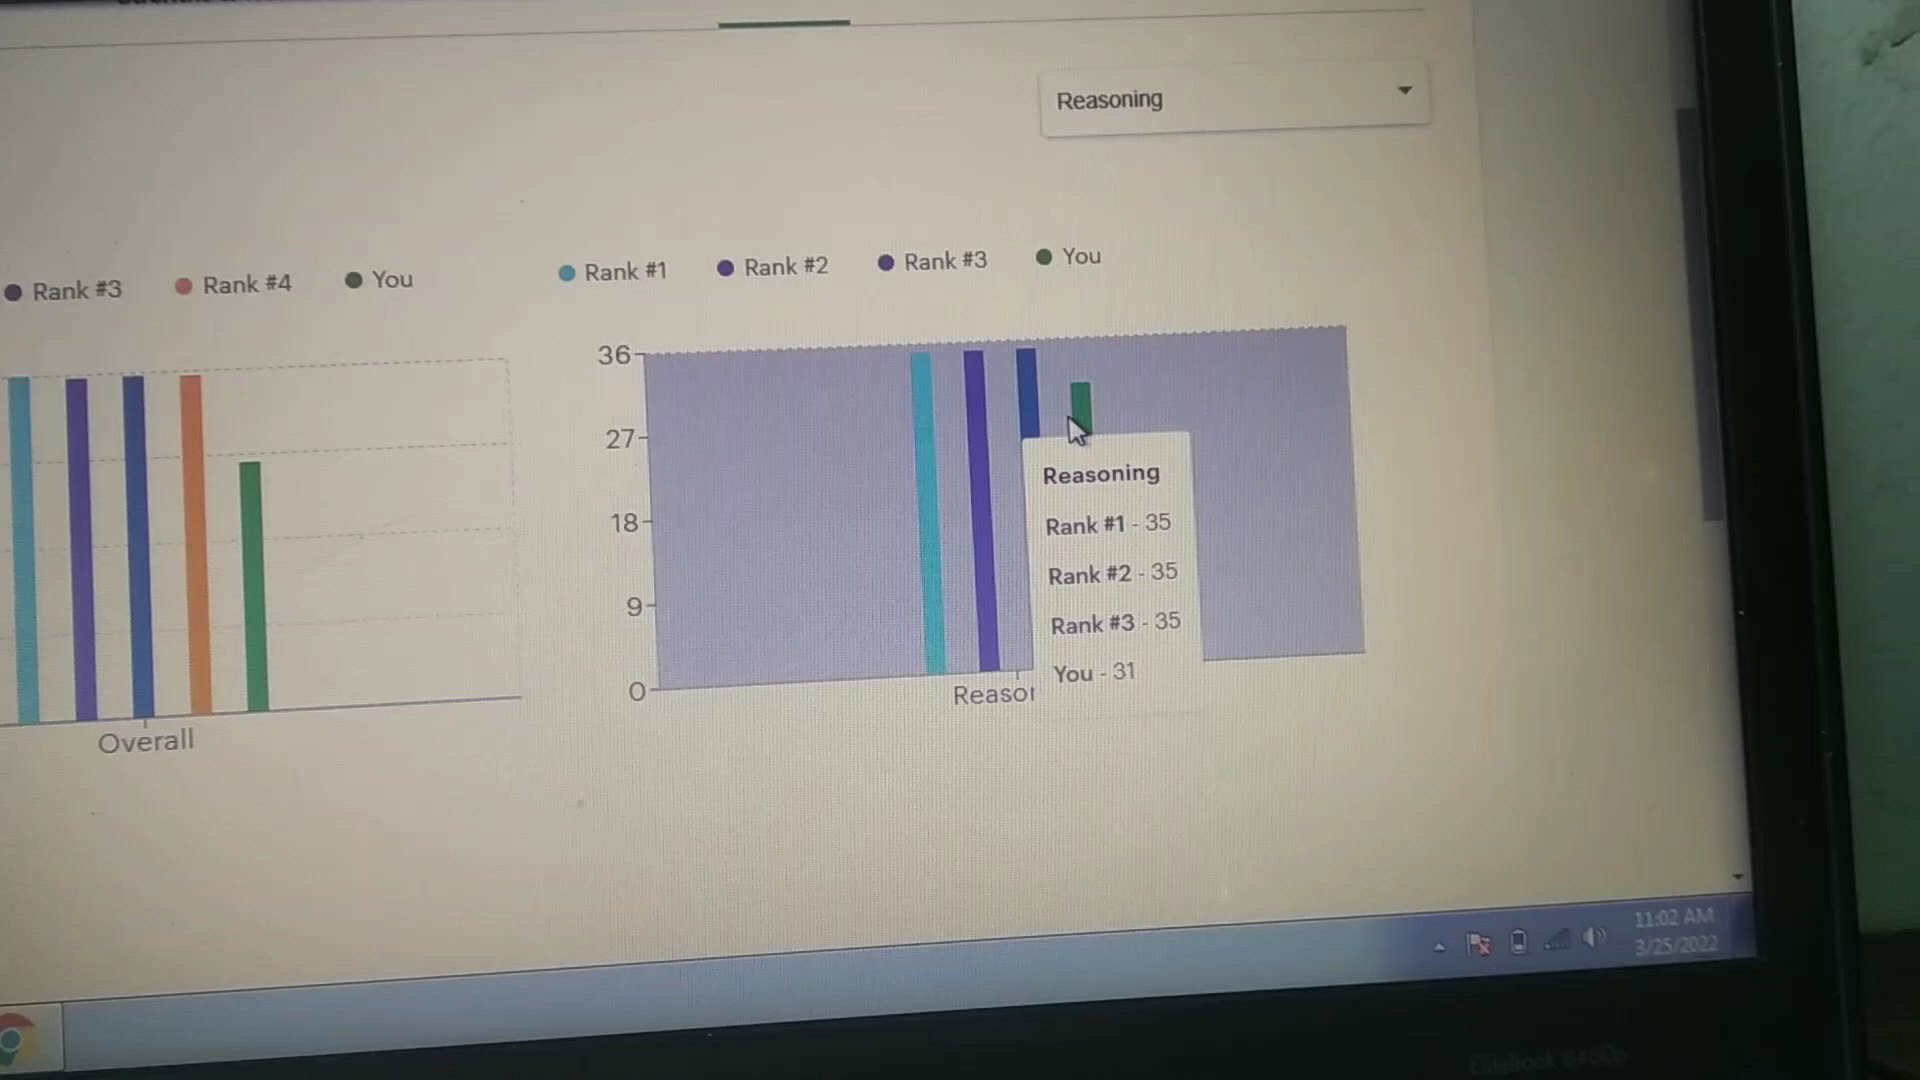 Reasoning
Rank #3
Rank #4
You
Rank #1
Rank #2
Rank #3
You
36
27
18
9
0
Reasoning
Rank #1 - 35
Rank #2 - 35
Rank #3 - 35
You - 31
Reasor
Overall
11:02 AM
3/25/2022